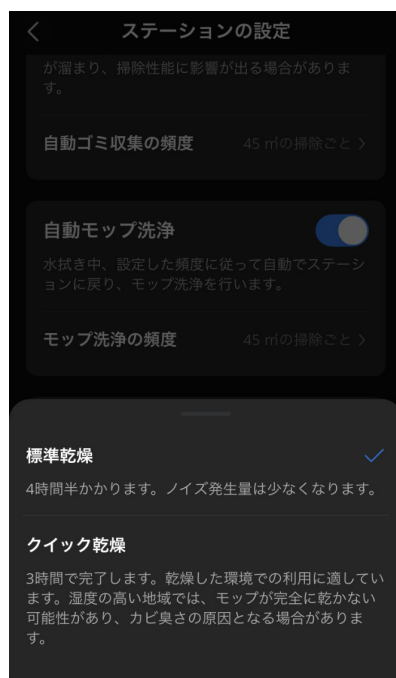 ステーションの設定
が溜まり、掃除性能に影響が出る場合がありま
す。
自動ゴミ収集の頻度 45 ㎡の掃除ごと
自動モップ洗浄
水拭き中、設定した頻度に従って自動でステーシ
ョンに戻り、モップ洗浄を行います。
モップ洗浄の頻度 45 ㎡の掃除ごと
標準乾燥
4時間半かかります。ノイズ発生量は少なくなります。
クイック乾燥
3時間で完了します。乾燥した環境での利用に適してい
ます。湿度の高い地域では、モップが完全に乾かない
可能性があり、カビ臭さの原因となる場合がありま
す。